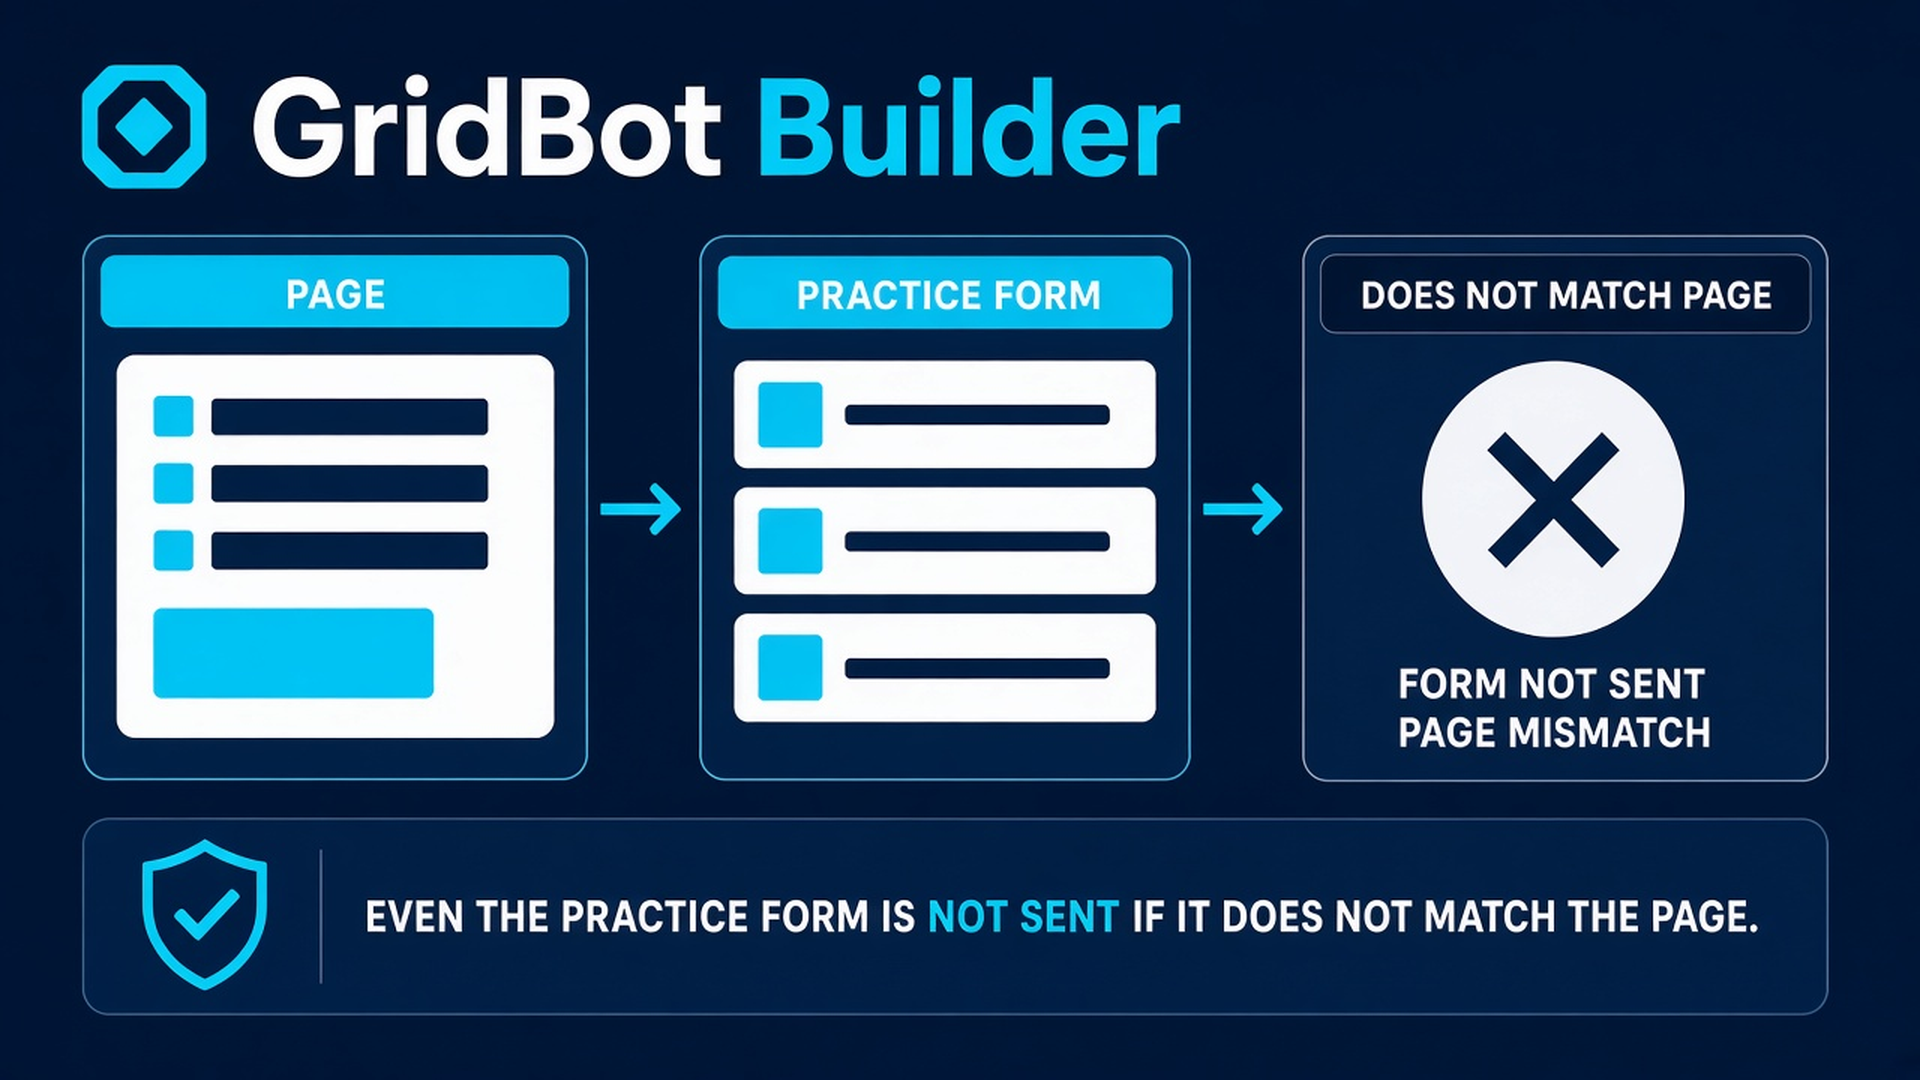 GridBot Builder
PAGE
PRACTICE FORM
DOES NOT MATCH PAGE
FORM NOT SENT
PAGE MISMATCH
EVEN THE PRACTICE FORM IS NOT SENT IF IT DOES NOT MATCH THE PAGE.